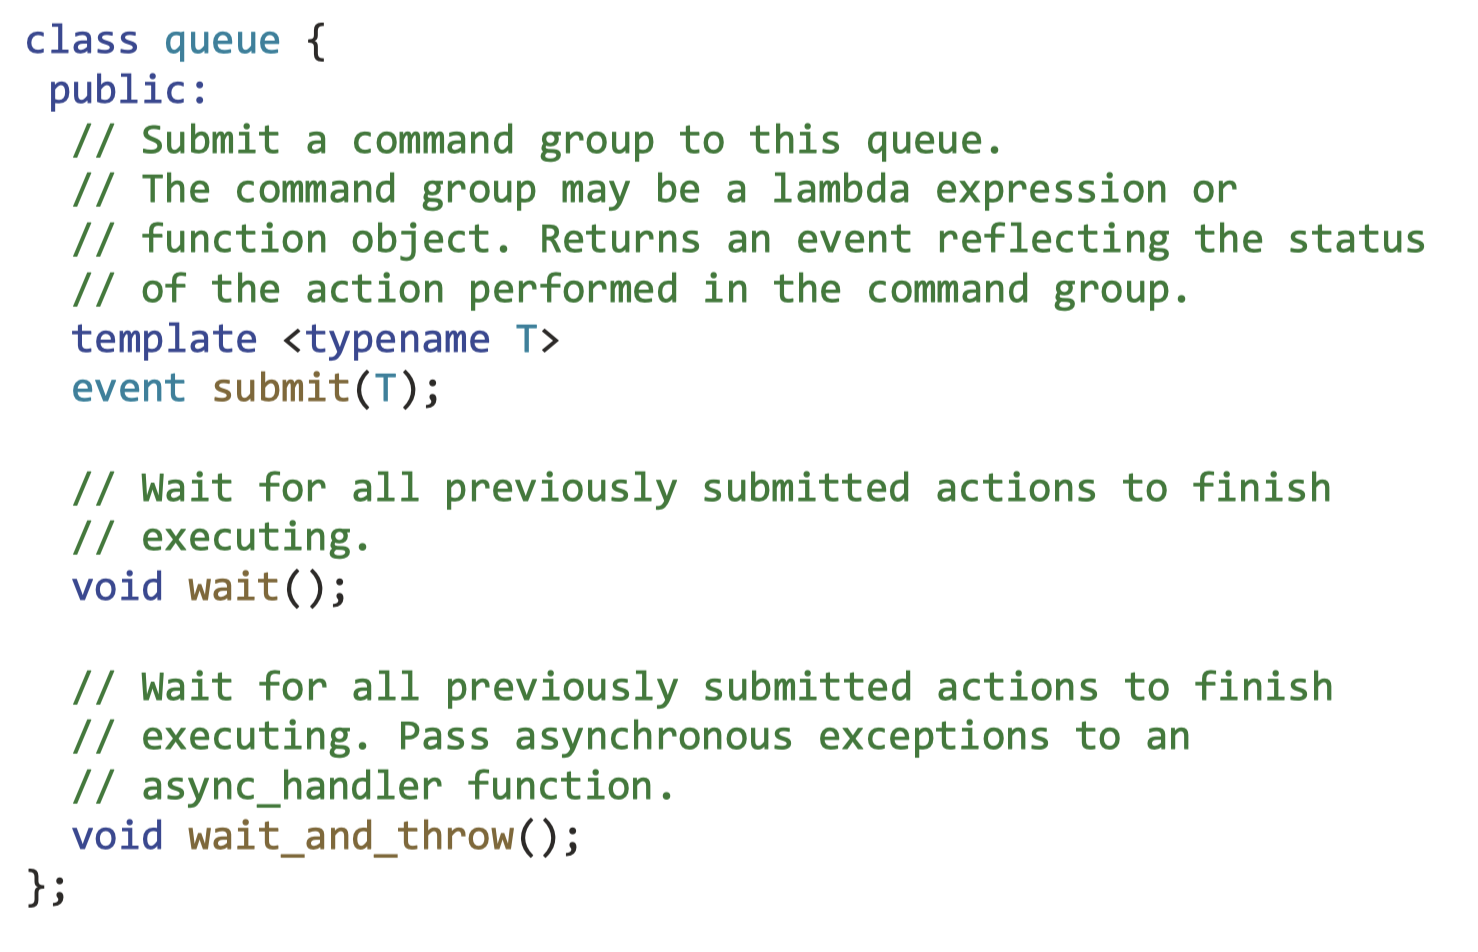 class queue {
 public:
  // Submit a command group to this queue.
  // The command group may be a lambda expression or
  // function object. Returns an event reflecting the status
  // of the action performed in the command group.
  template <typename T>
  event submit(T);

  // Wait for all previously submitted actions to finish
  // executing.
  void wait();

  // Wait for all previously submitted actions to finish
  // executing. Pass asynchronous exceptions to an
  // async_handler function.
  void wait_and_throw();
};